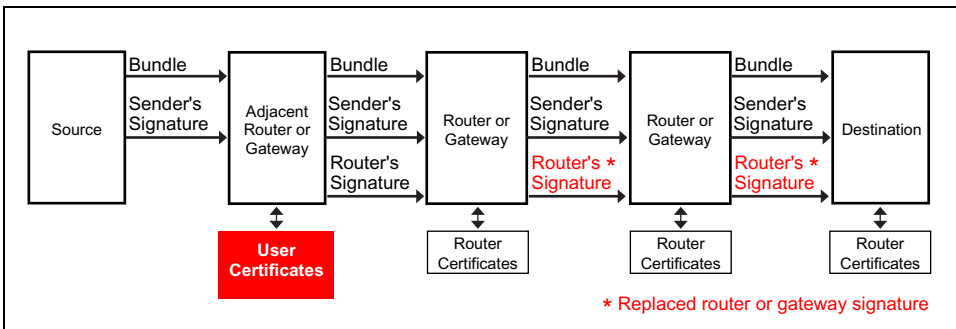 Bundle
Bundle
Bundle
Bundle
Sender's
Signature
Sender's
Signature
Sender's
Signature
Sender's
Signature
Source
Adjacent
Router or
Gateway
Router or
Gateway
Router or
Gateway
Destination
Router's
Signature
Router's *
Signature
Router's *
Signature
User
Certificates
Router
Certificates
Router
Certificates
Router
Certificates
* Replaced router or gateway signature